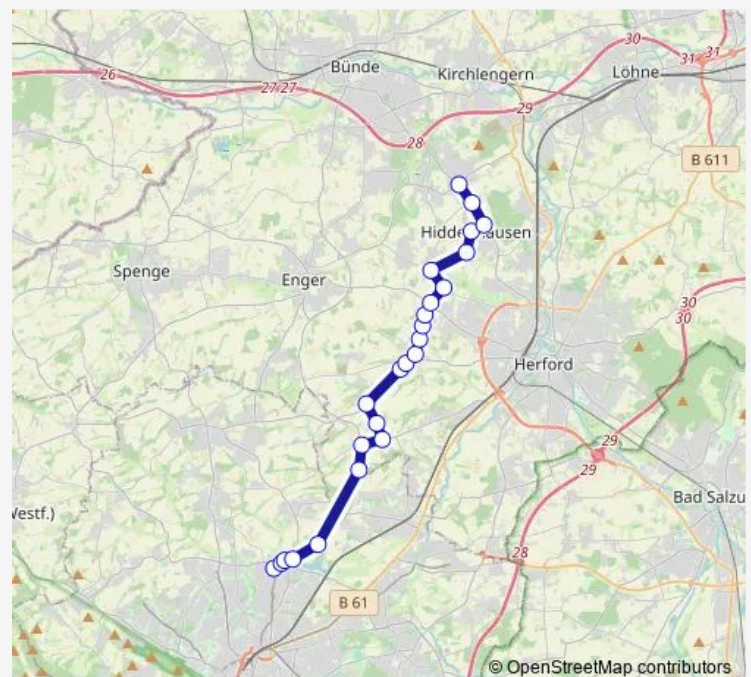 30
31
31
Bünde
Kirchlengern
Löhne
26
27 27
29
28
B 611
Hiddenhausen
Spenge
Enger
30
30
Herford
29
29
Westf.)
Bad Salzu
28
B 61
© OpenStreetMap contributors